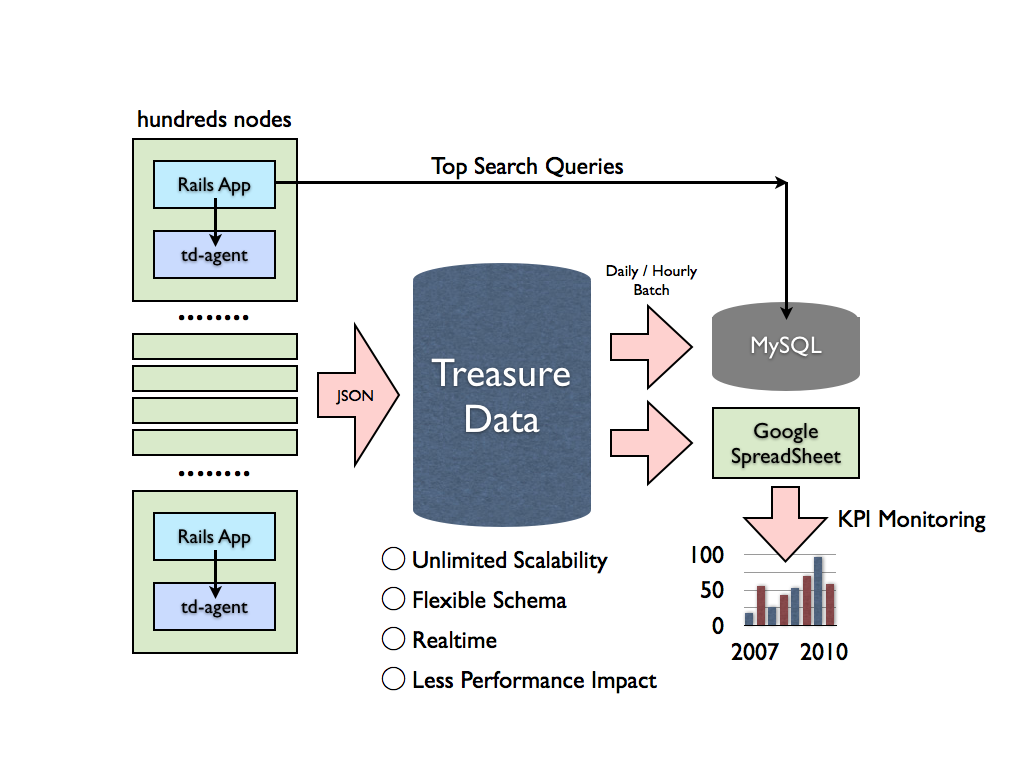 hundreds nodes
Rails App
td-agent
Top Search Queries
........
JSON
Treasure
Data
Daily / Hourly
Batch
MySQL
Google
SpreadSheet
KPI Monitoring
........
Rails App
td-agent
Unlimited Scalability
Flexible Schema
Realtime
Less Performance Impact
100
50
0
2007 2010